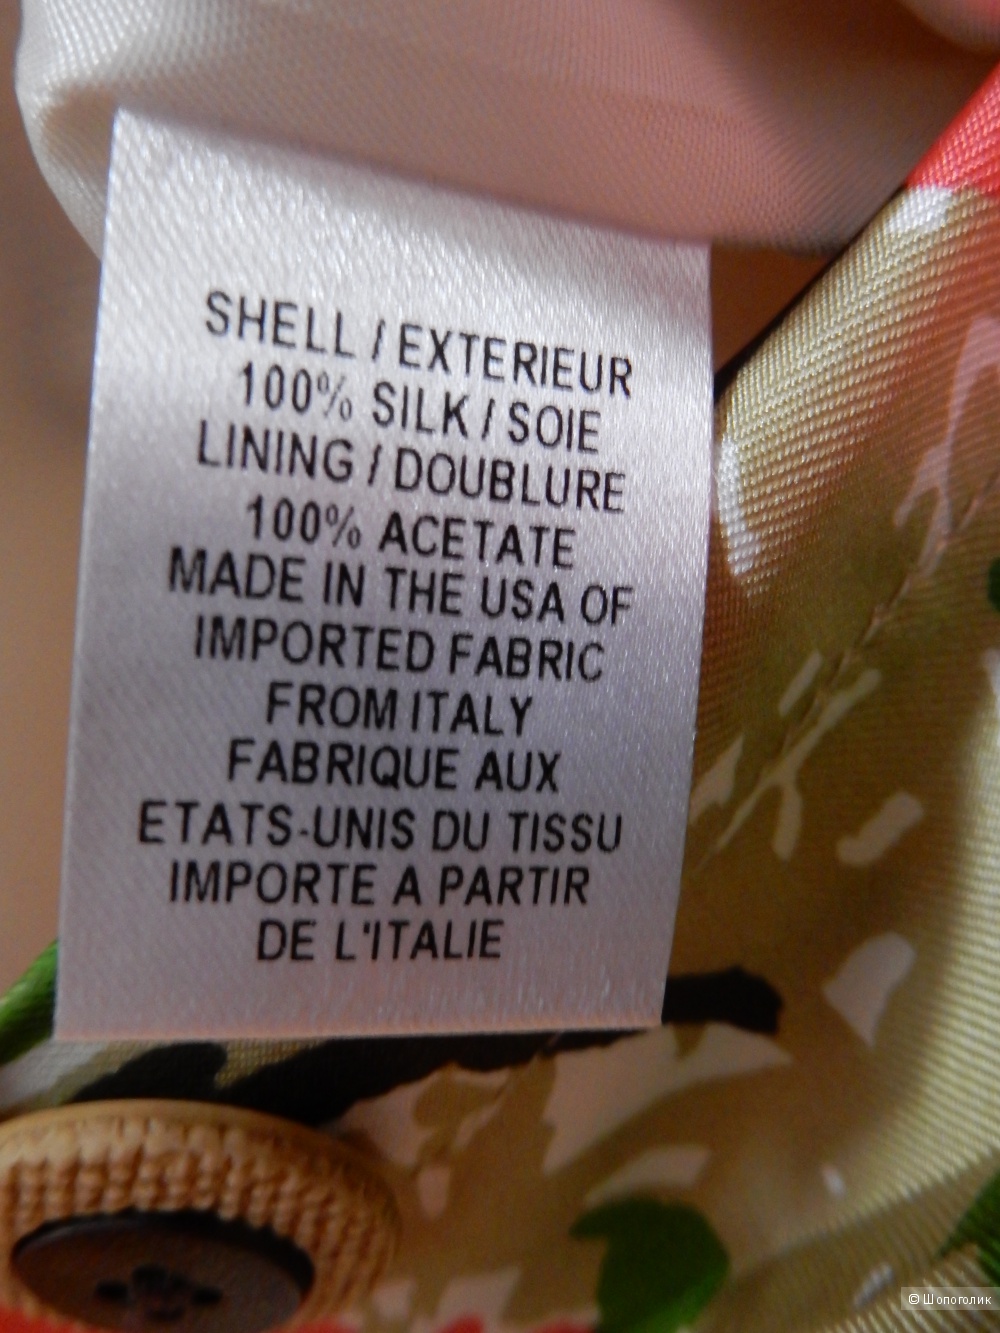 SHELL / EXTERIEUR
100% SILK / SOIE
LINING / DOUBLURE
100% ACETATE
MADE IN THE USA OF
IMPORTED FABRIC
FROM ITALY
FABRIQUE AUX
ETATS-UNIS DU TISSU
IMPORTE A PARTIR
DE L'ITALIE
© Шопоголик